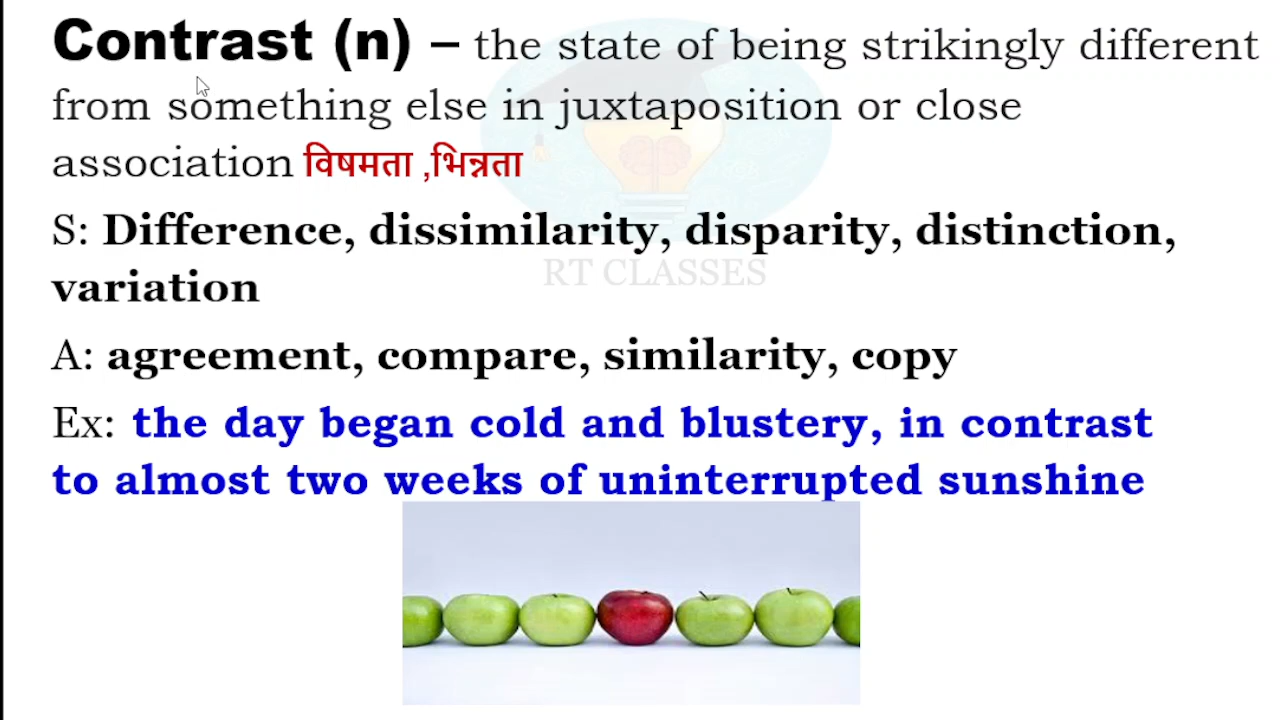 Contrast (n) – the state of being strikingly different
from something else in juxtaposition or close
association विषमता ,भिन्नता
S: Difference, dissimilarity, disparity, distinction,
variation
RT CLASSES
A: agreement, compare, similarity, copy
Ex: the day began cold and blustery, in contrast
to almost two weeks of uninterrupted sunshine